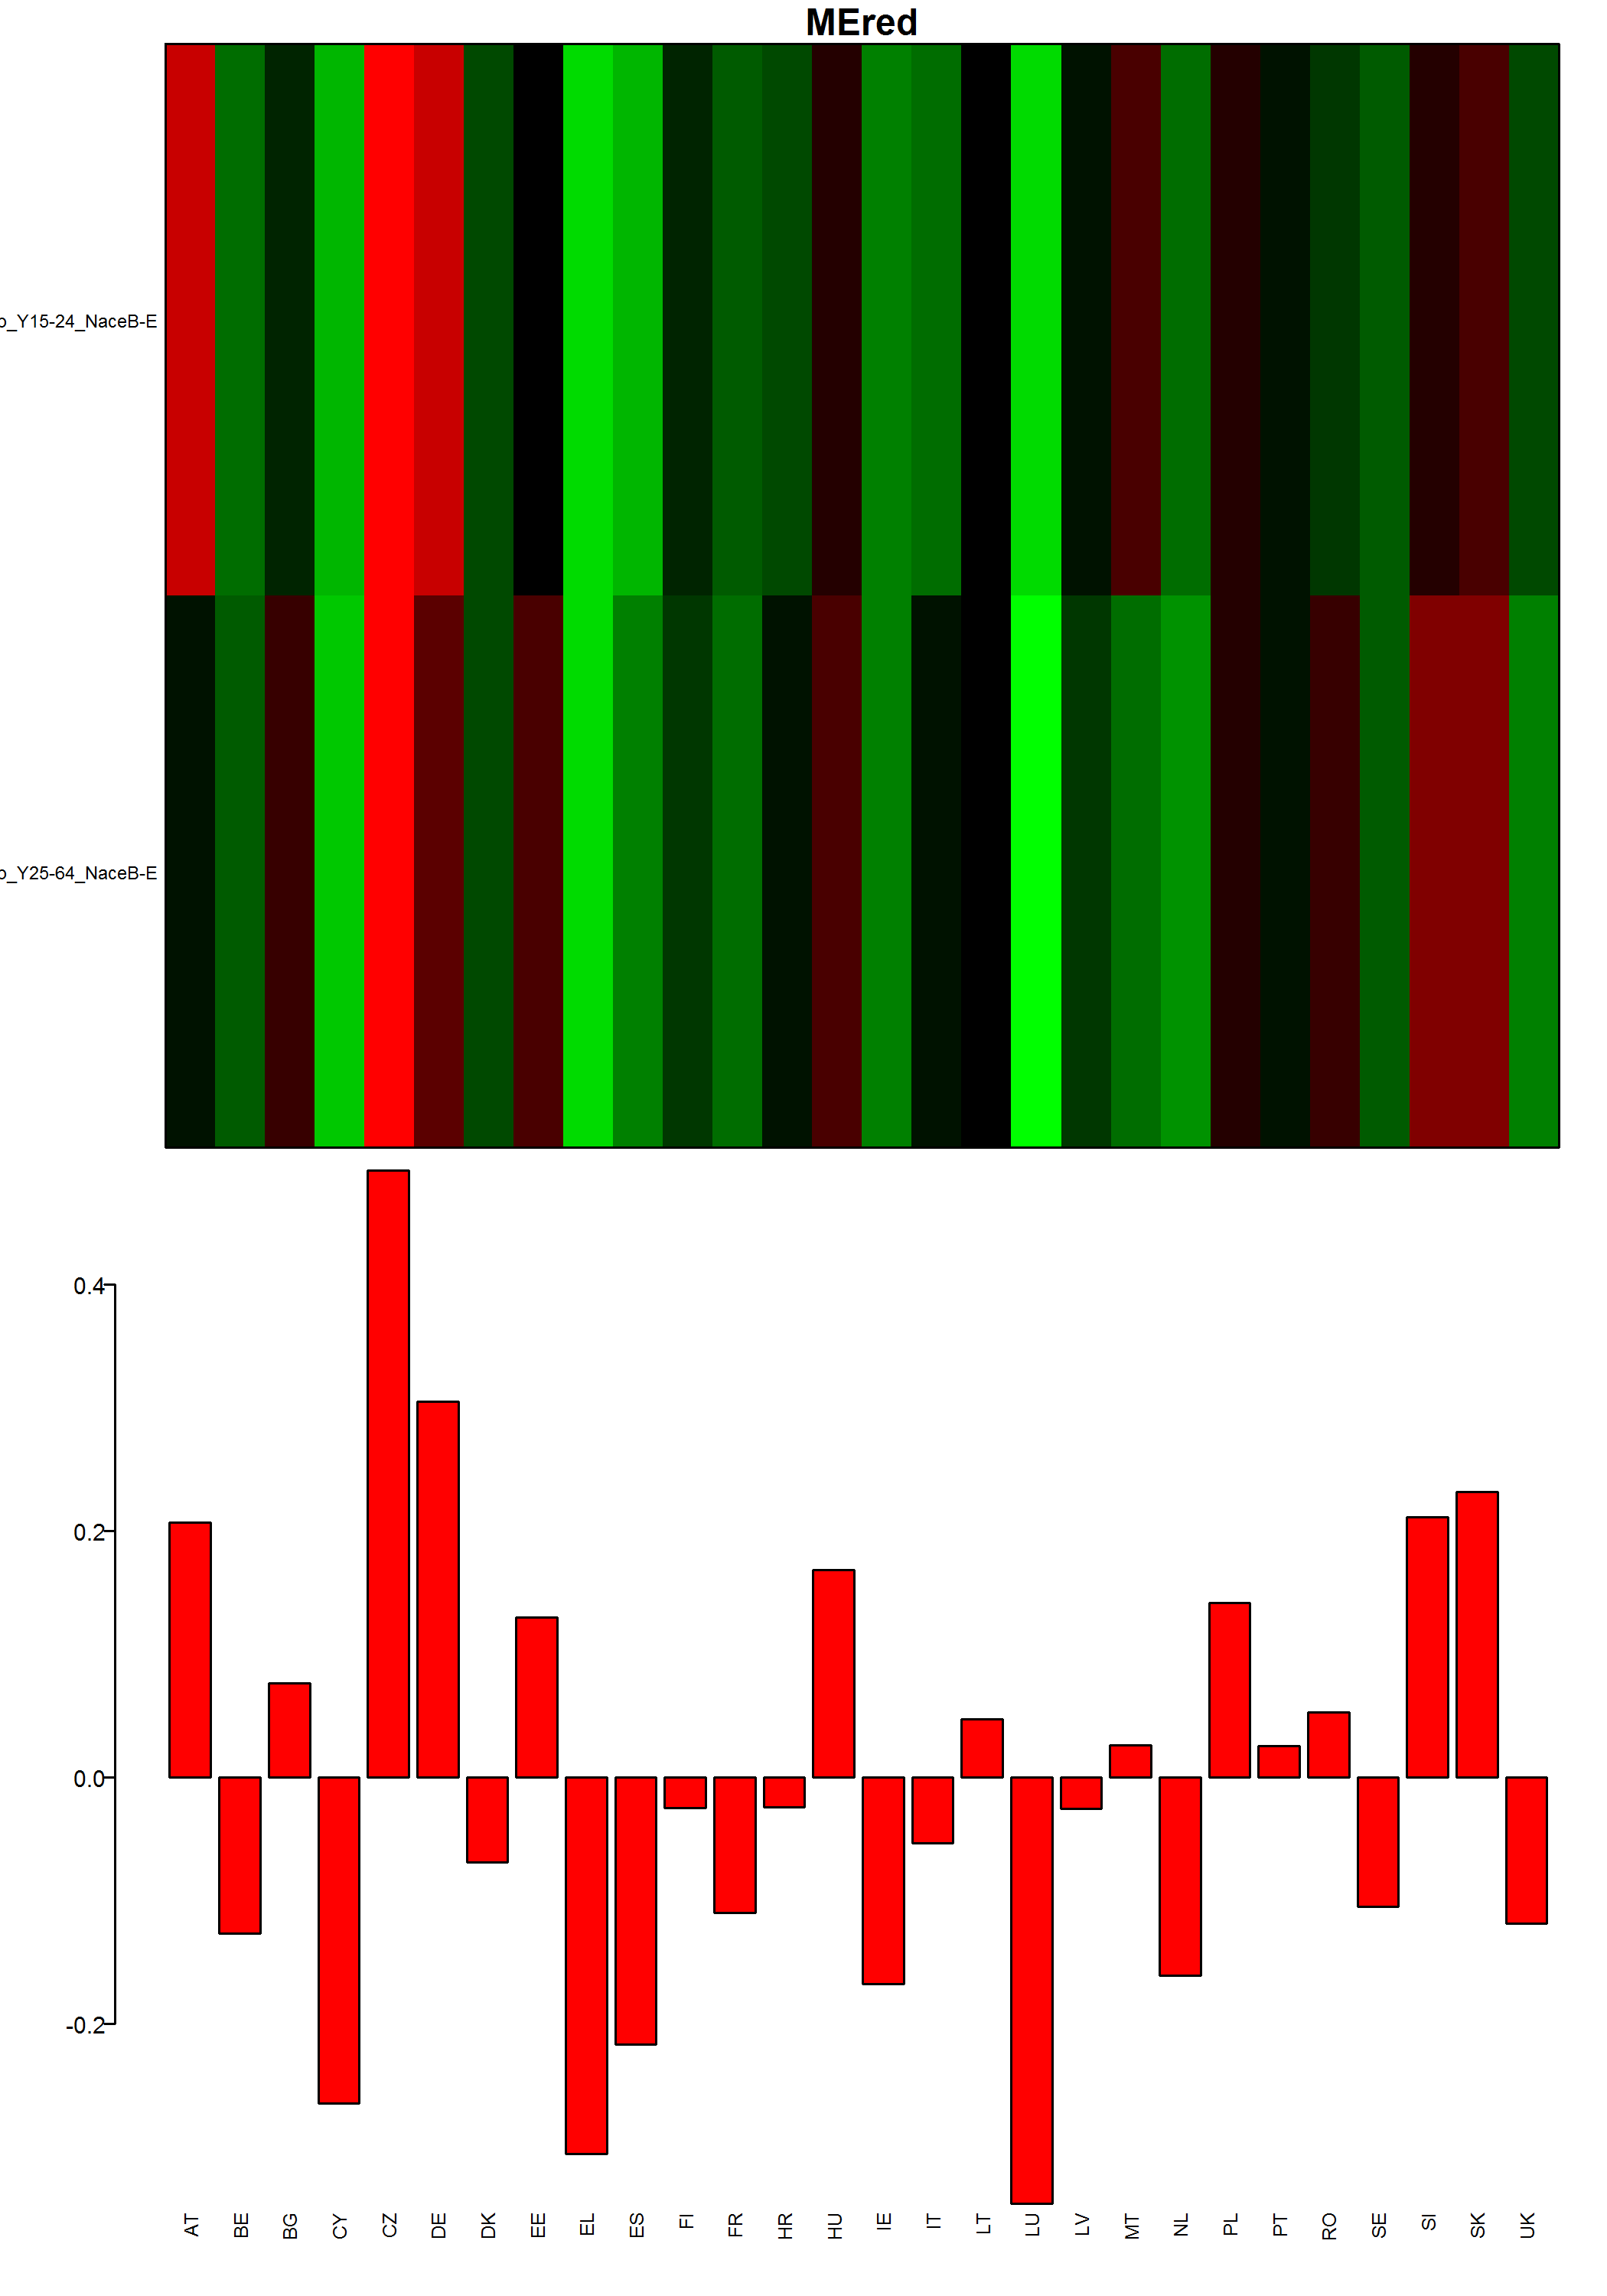 MEred
_Y15-24_NaceB-E
_Y25-64_NaceB-E
0.4
0.2
0.0
-0.2
AT BE BG CY CZ DE DK EE EL ES FI FR HR HU IE IT LT LU LV MT NL PL PT RO SE SI SK UK